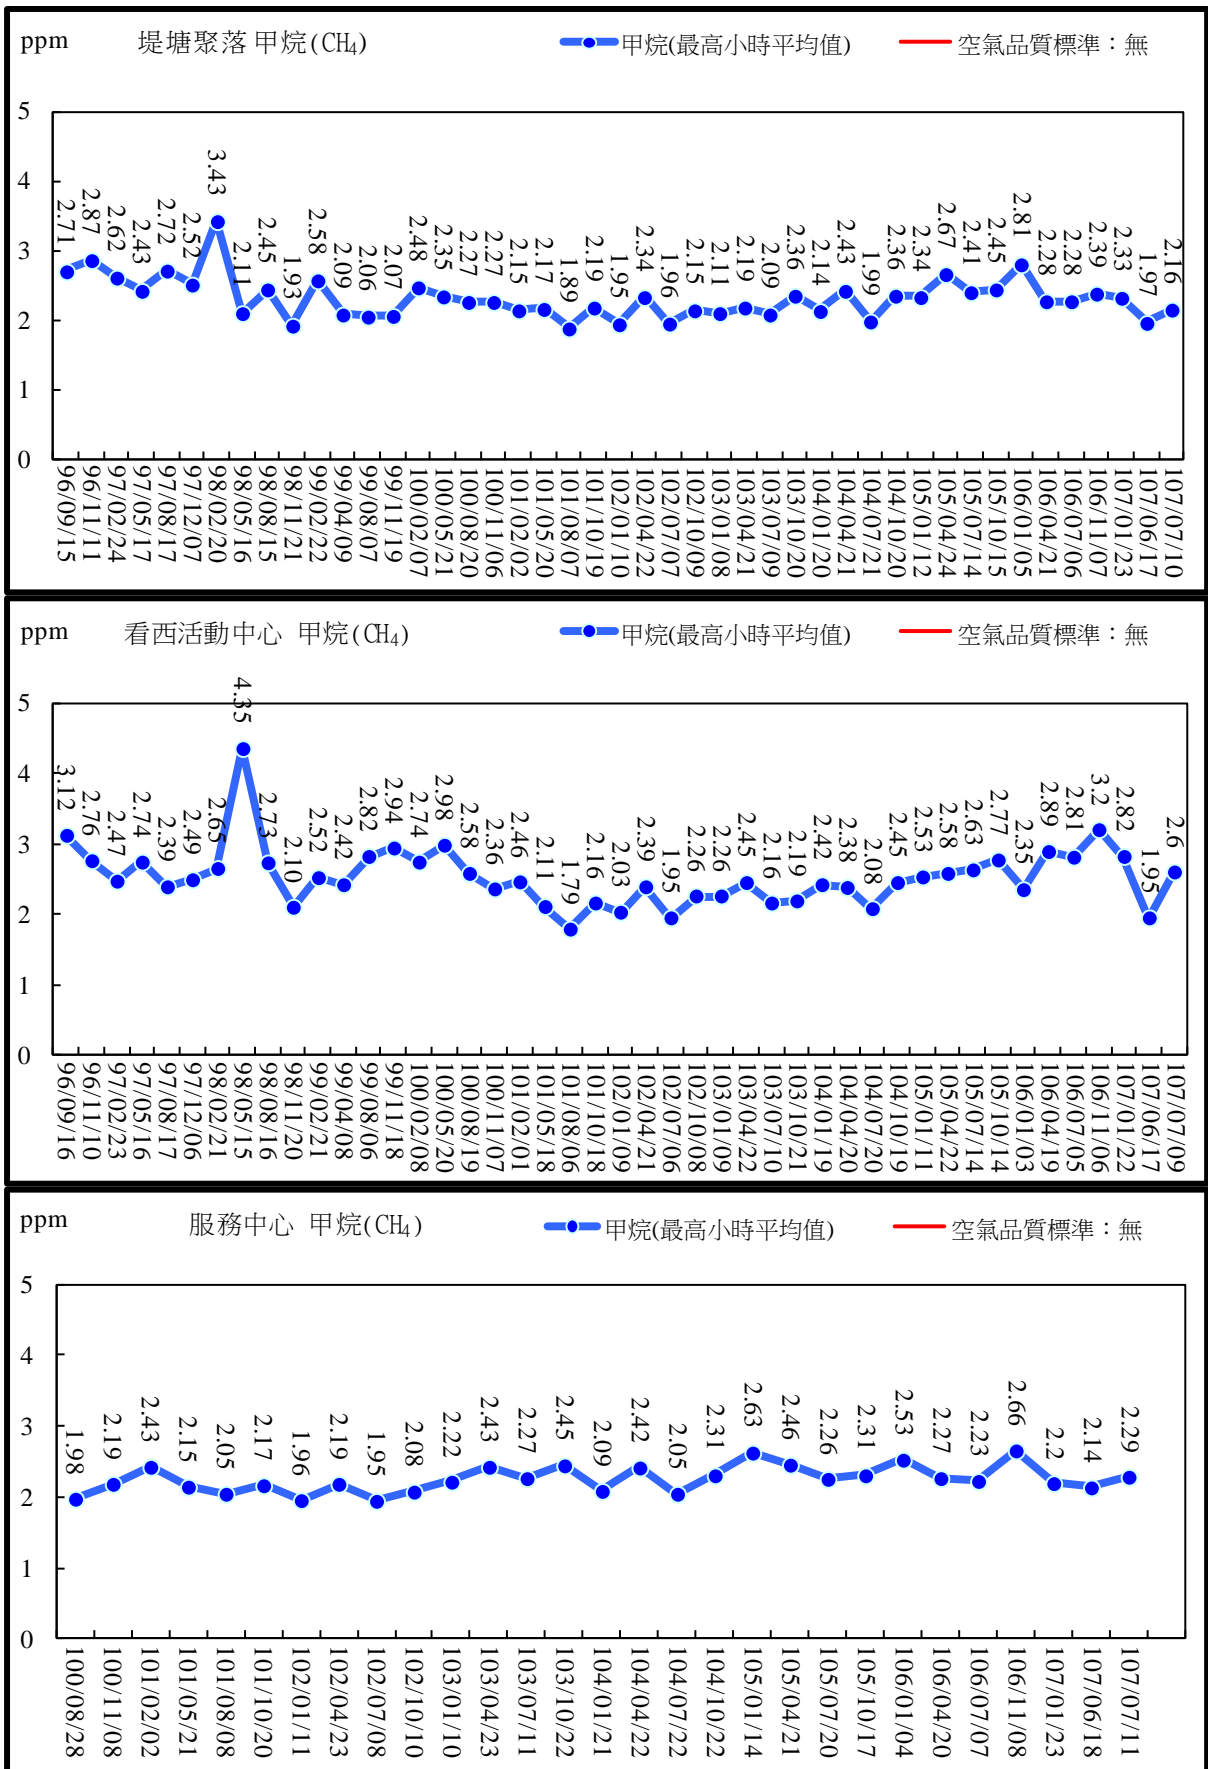 ppm 堤塘聚落 甲烷(CH₄) 甲烷(最高小時平均值) 空氣品質標準：無
5
4
3
2
1
0
2.71 2.87 2.62 2.43 2.72 2.52 3.43 2.11 2.45 1.93 2.58 2.09 2.06 2.07 2.48 2.35 2.27 2.27 2.15 2.17 1.89 2.19 1.95 2.34 1.96 2.15 2.11 2.19 2.09 2.36 2.14 2.43 1.99 2.36 2.34 2.67 2.41 2.45 2.81 2.28 2.28 2.39 2.33 1.97 2.16
96/09/15 96/11/11 97/02/24 97/05/17 97/08/17 97/12/07 98/02/20 98/05/16 98/08/15 98/11/21 99/02/22 99/04/09 99/08/07 99/11/19 100/02/07 100/05/21 100/08/20 100/11/06 101/02/02 101/05/20 101/08/07 101/10/19 102/01/10 102/04/22 102/07/07 102/10/09 103/01/08 103/04/21 103/07/09 103/10/20 104/01/20 104/04/21 104/07/21 104/10/20 105/01/12 105/04/24 105/07/14 105/10/15 106/01/05 106/04/21 106/07/06 106/11/07 107/01/23 107/06/17 107/07/10
ppm 看西活動中心 甲烷(CH₄) 甲烷(最高小時平均值) 空氣品質標準：無
5
4
3
2
1
0
3.12 2.76 2.47 2.74 2.39 2.49 2.65 4.35 2.73 2.10 2.52 2.42 2.82 2.94 2.74 2.98 2.58 2.36 2.46 2.11 1.79 2.16 2.03 2.39 1.95 2.26 2.26 2.45 2.16 2.19 2.42 2.38 2.08 2.45 2.53 2.58 2.63 2.77 2.35 2.89 2.81 3.2 2.82 1.95 2.6
96/09/16 96/11/10 97/02/23 97/05/16 97/08/17 97/12/06 98/02/21 98/05/15 98/08/16 98/11/20 99/02/21 99/04/08 99/08/06 99/11/18 100/02/08 100/05/20 100/08/19 100/11/07 101/02/01 101/05/18 101/08/06 101/10/18 102/01/09 102/04/21 102/07/06 102/10/08 103/01/09 103/04/22 103/07/10 103/10/21 104/01/19 104/04/20 104/07/20 104/10/19 105/01/11 105/04/22 105/07/14 105/10/14 106/01/03 106/04/19 106/07/05 106/11/06 107/01/22 107/06/17 107/07/09
ppm 服務中心 甲烷(CH₄) 甲烷(最高小時平均值) 空氣品質標準：無
5
4
3
2
1
0
1.98 2.19 2.43 2.15 2.05 2.17 1.96 2.19 1.95 2.08 2.22 2.43 2.27 2.45 2.09 2.42 2.05 2.31 2.63 2.46 2.26 2.31 2.53 2.27 2.23 2.66 2.2 2.14 2.29
100/08/28 100/11/08 101/02/02 101/05/21 101/08/08 101/10/20 102/01/11 102/04/23 102/07/08 102/10/10 103/01/10 103/04/23 103/07/11 103/10/22 104/01/21 104/04/22 104/07/22 104/10/22 105/01/14 105/04/21 105/07/20 105/10/17 106/01/04 106/04/20 106/07/07 106/11/08 107/01/23 107/06/18 107/07/11